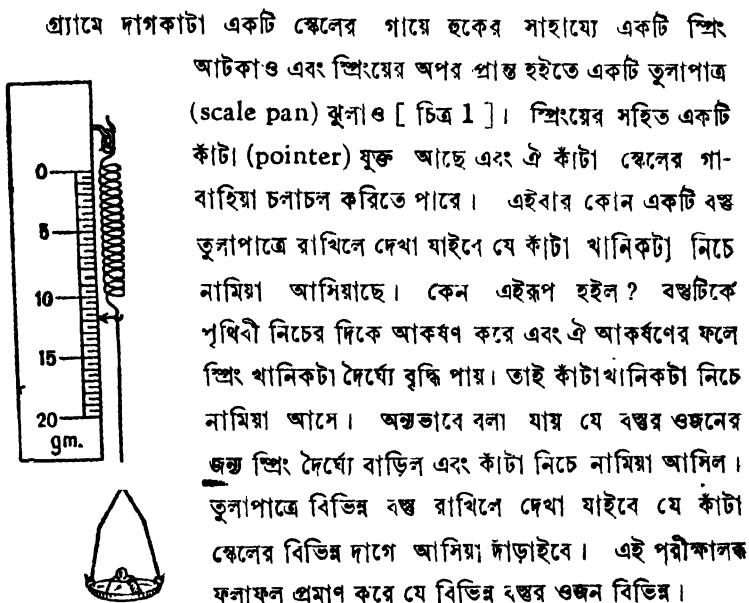 গ্র্যামে দাগকাটা একটি স্কেলের গায়ে হুকের সাহায্যে একটি স্প্রিং
আটকাও এবং স্প্রিংয়ের অপর প্রান্ত হইতে একটি তুলাপাত্র
(scale pan) ঝুলাও [ চিত্র 1 ]। স্প্রিংয়ের সহিত একটি
কাঁটা (pointer) যুক্ত আছে এবং ঐ কাঁটা স্কেলের গা-
বাহিয়া চলাচল করিতে পারে। এইবার কোন একটি বস্তু
তুলাপাত্রে রাখিলে দেখা যাইবে যে কাঁটা খানিকটা নিচে
নামিয়া আসিয়াছে। কেন এইরূপ হইল ? বস্তুটিকে
পৃথিবী নিচের দিকে আকর্ষণ করে এবং ঐ আকর্ষণের ফলে
স্প্রিং খানিকটা দৈর্ঘ্যে বৃদ্ধি পায়। তাই কাঁটা খানিকটা নিচে
নামিয়া আসে। অন্যভাবে বলা যায় যে বস্তুর ওজনের
জন্য স্প্রিং দৈর্ঘ্যে বাড়িল এবং কাঁটা নিচে নামিয়া আসিল।
তুলাপাত্রে বিভিন্ন বস্তু রাখিলে দেখা যাইবে যে কাঁটা
স্কেলের বিভিন্ন দাগে আসিয়া দাঁড়াইবে। এই পরীক্ষালব্ধ
ফলাফল প্রমাণ করে যে বিভিন্ন বস্তুর ওজন বিভিন্ন।
0
5
10
15
20
gm.